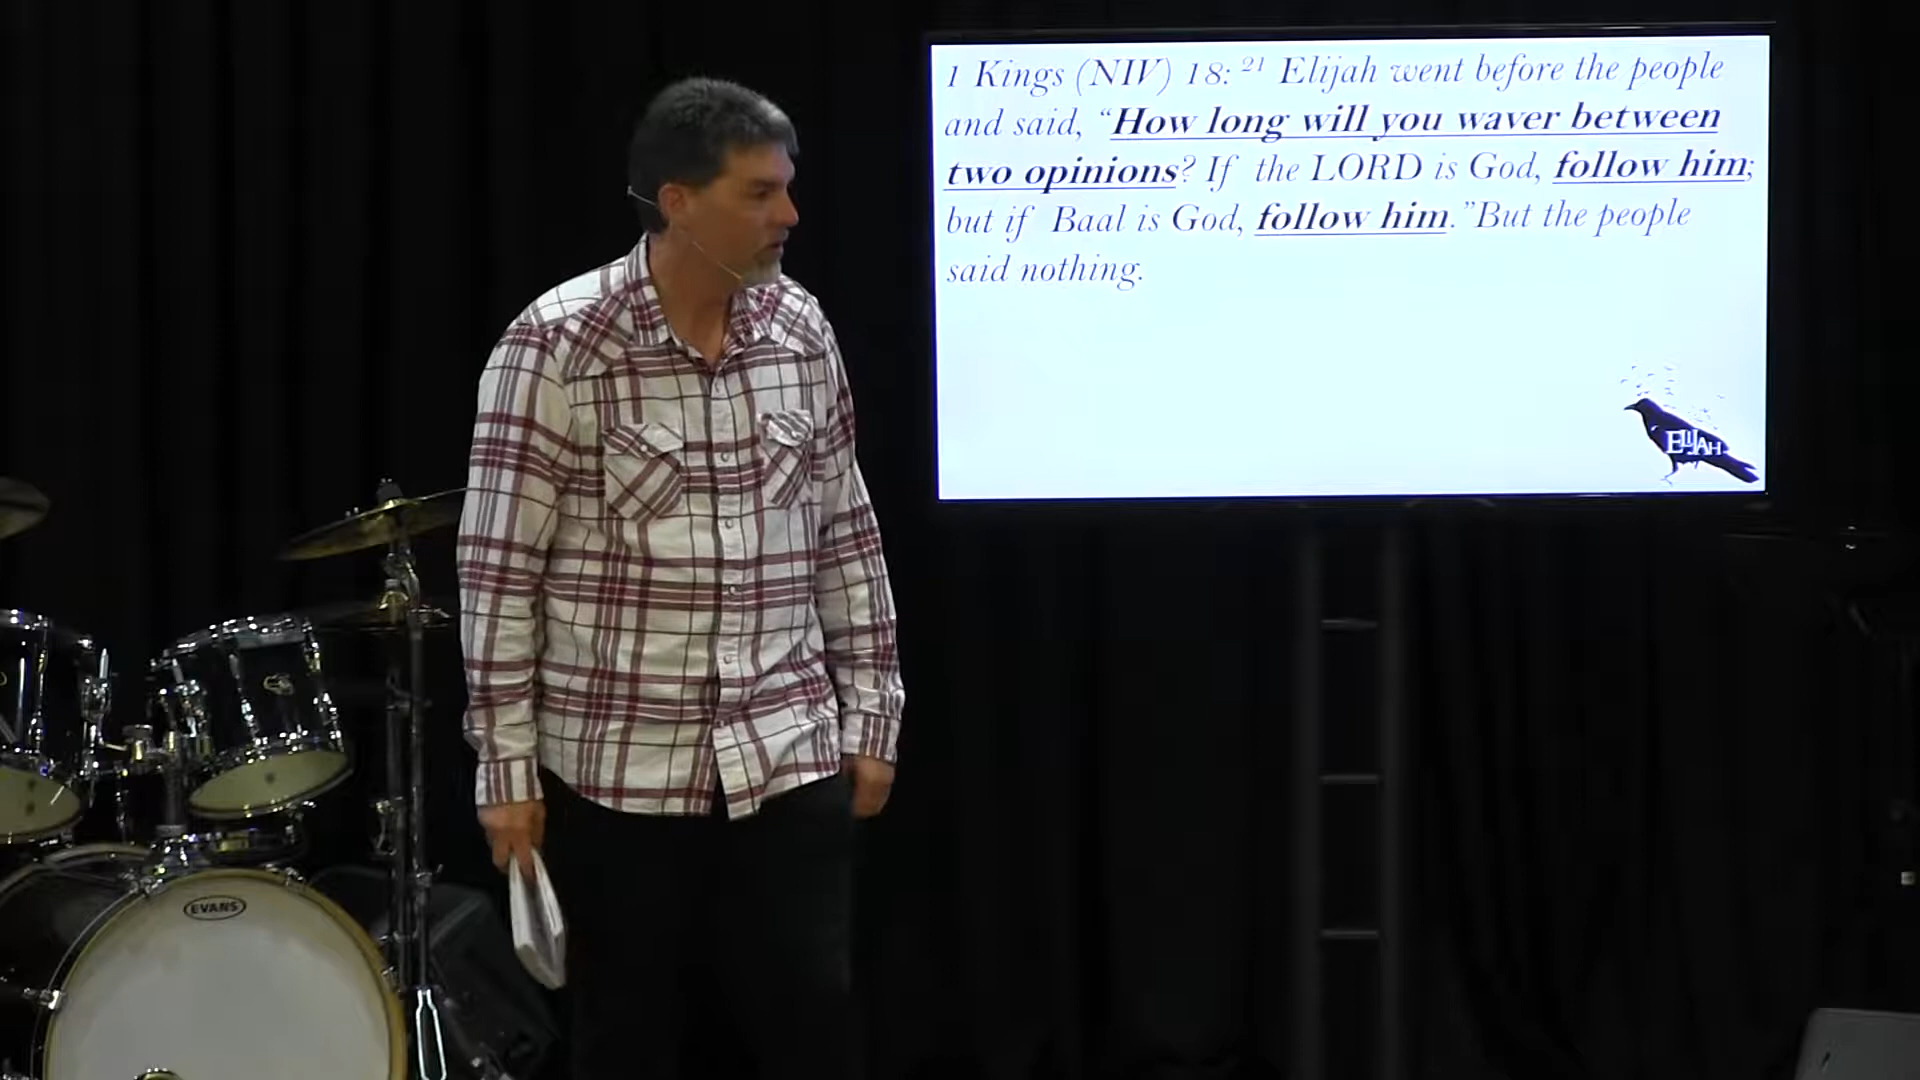 1 Kings (NIV) 18: 21 Elijah went before the people
and said, “How long will you waver between
two opinions? If the LORD is God, follow him;
but if Baal is God, follow him.”But the people
said nothing.
ELIJAH
EVANS